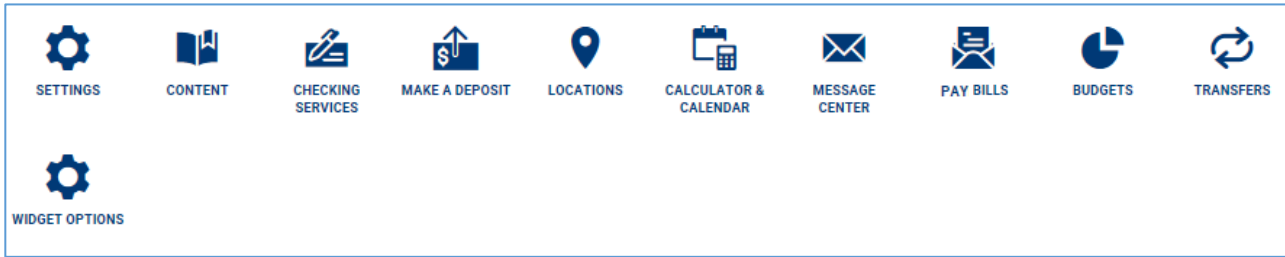 SETTINGS
CONTENT
CHECKING
SERVICES
MAKE A DEPOSIT
LOCATIONS
CALCULATOR &
CALENDAR
MESSAGE
CENTER
PAY BILLS
BUDGETS
TRANSFERS
WIDGET OPTIONS